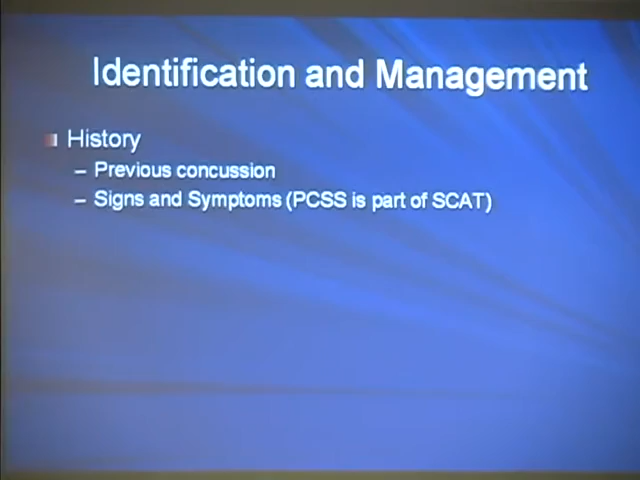 Identification and Management
History
– Previous concussion
– Signs and Symptoms (PCSS is part of SCAT)